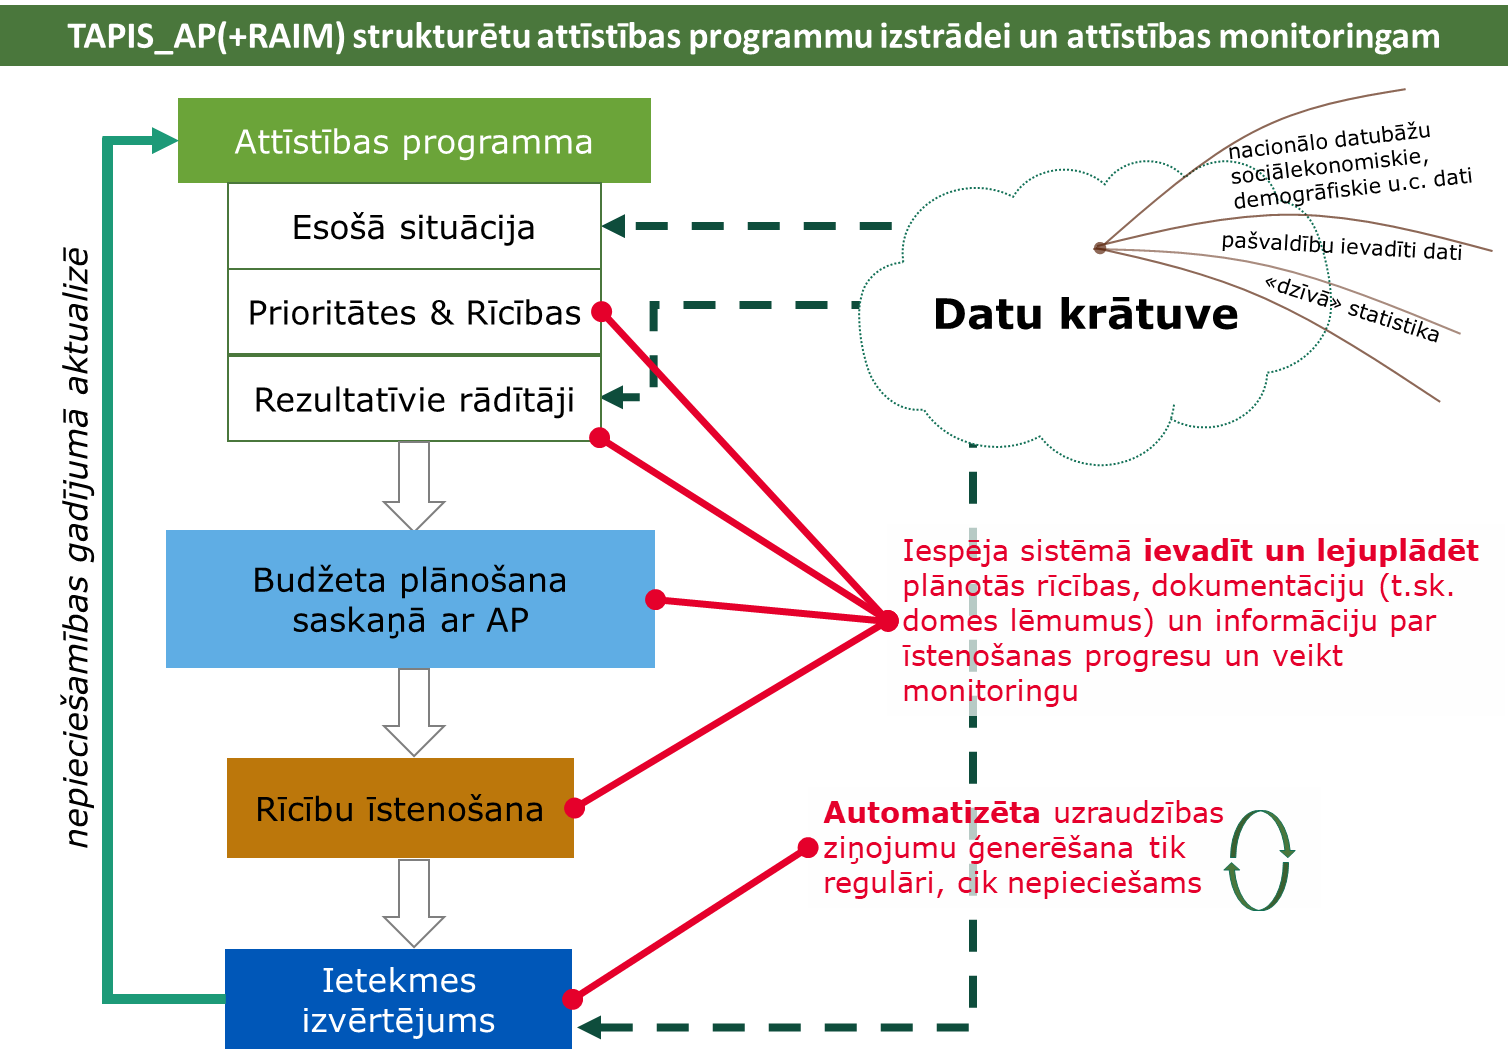 TAPIS_AP(+RAIM) strukturētu attīstības programmu izstrādei un attīstības monitoringam
Attīstības programma
Esošā situācija
Prioritātes & Rīcības
Rezultatīvie rādītāji
Budžeta plānošana
saskaņā ar AP
Rīcību īstenošana
Ietekmes
izvērtējums
nepieciešamības gadījumā aktualizē
Datu krātuve
nacionālo datubāžu
sociālekonomiskie,
demogrāfiskie u.c. dati
pašvaldību ievadīti dati
«dzīvā» statistika
Iespēja sistēmā ievadīt un lejuplādēt
plānotās rīcības, dokumentāciju (t.sk.
domes lēmumus) un informāciju par
īstenošanas progresu un veikt
monitoringu
Automatizēta uzraudzības
ziņojumu ģenerēšana tik
regulāri, cik nepieciešams